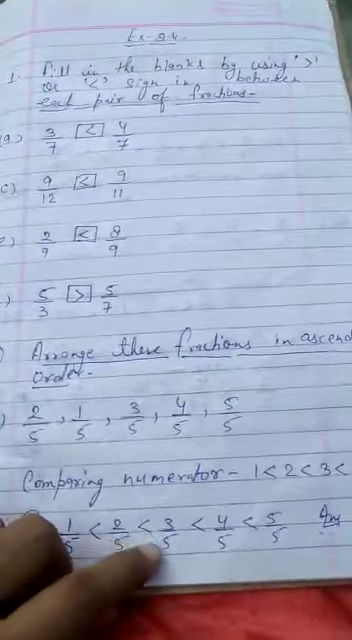 Ex-9.4.
1. Fill in the blanks by using '>'
or '<' sign in between
each pair of fractions-
(a) 3/7 [<] 4/7
c) 9/12 [<] 9/11
e) 2/9 [<] 8/9
) 5/3 [>] 5/7
) Arrange these fractions in ascend
order-
) 2/5, 1/5, 3/5, 4/5, 5/5
Comparing numerator- 1<2<3<
1/5 < 2/5 < 3/5 < 4/5 < 5/5 Ans